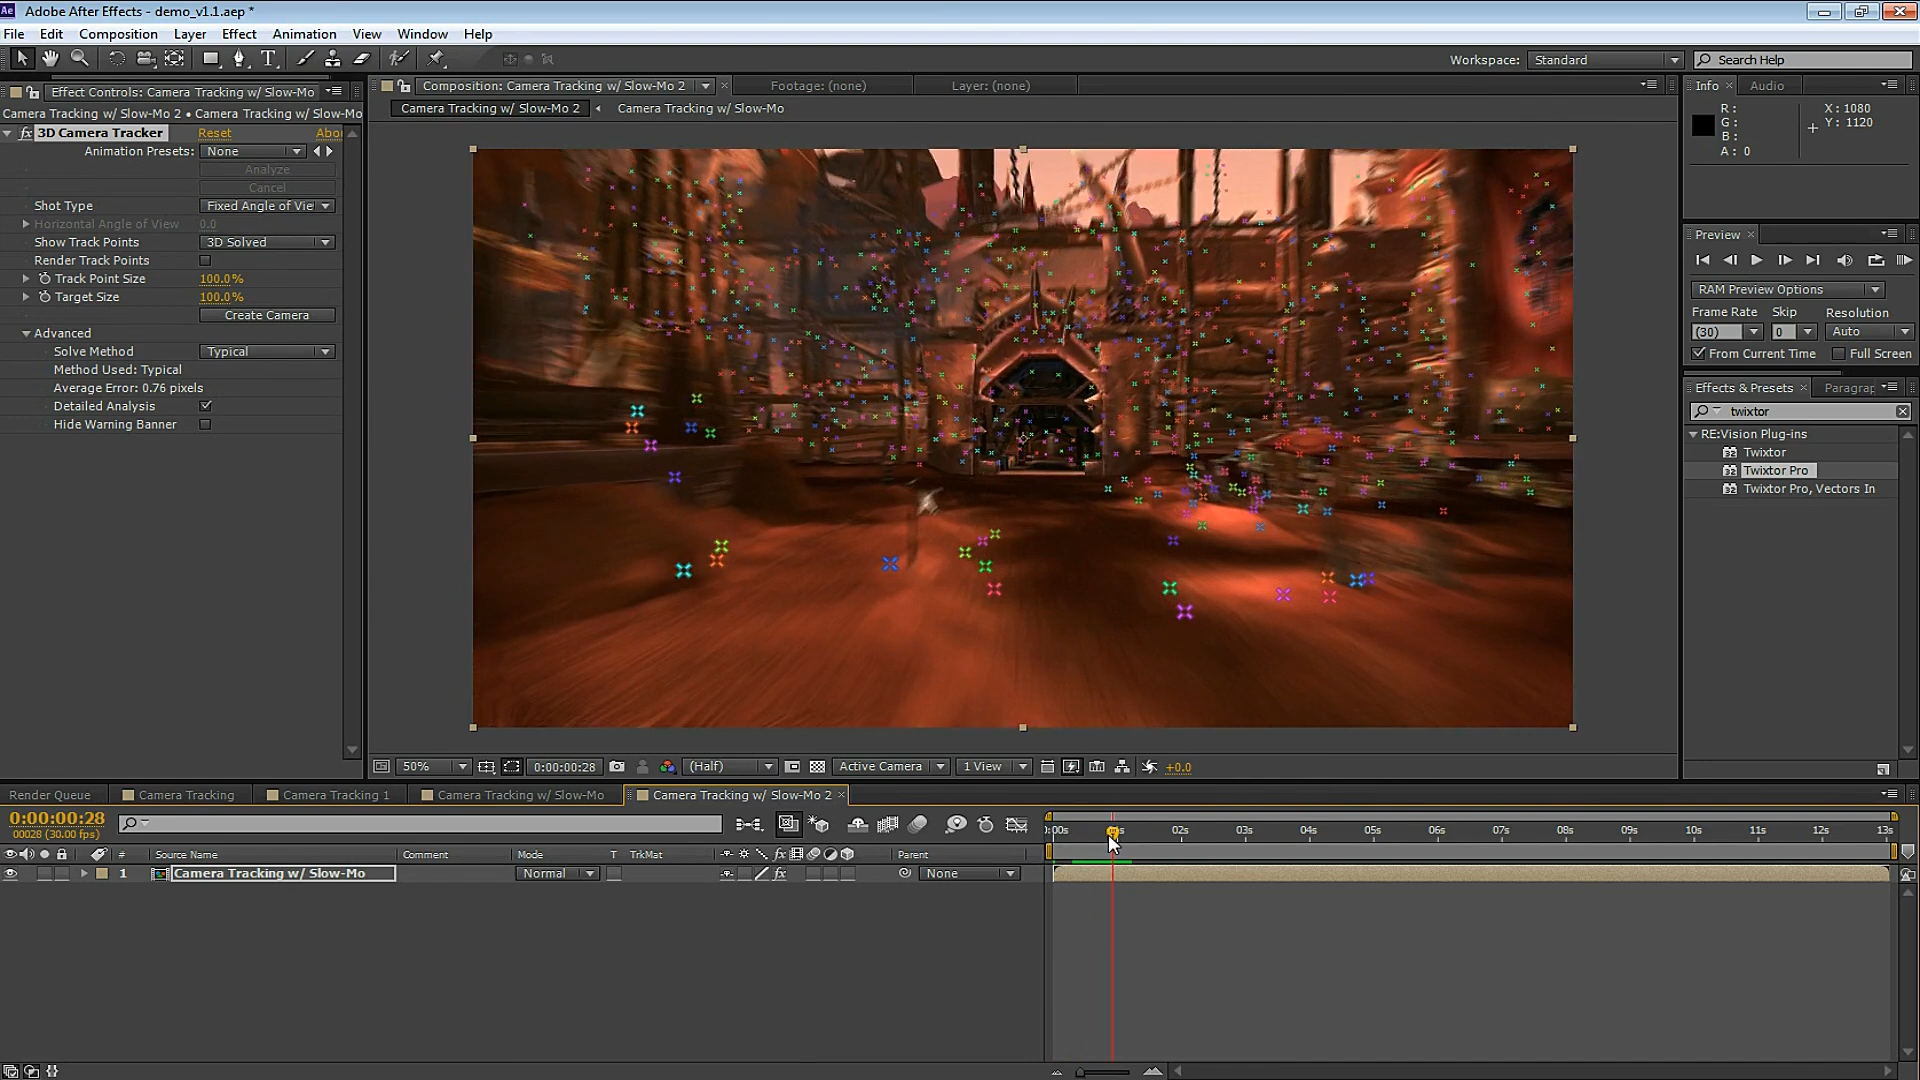 Ae Adobe After Effects - demo_v1.1.aep *
File Edit Composition Layer Effect Animation View Window Help
Workspace: Standard Search Help
Effect Controls: Camera Tracking w/ Slow-Mo
Camera Tracking w/ Slow-Mo 2 • Camera Tracking w/ Slow-Mo
fx 3D Camera Tracker Reset Abo
Animation Presets: None
Analyze
Cancel
Shot Type Fixed Angle of Vie
Horizontal Angle of View 0.0
Show Track Points 3D Solved
Render Track Points
Track Point Size 100.0%
Target Size 100.0%
Create Camera
Advanced
Solve Method Typical
Method Used: Typical
Average Error: 0.76 pixels
Detailed Analysis
Hide Warning Banner
Composition: Camera Tracking w/ Slow-Mo 2 Footage: (none) Layer: (none)
Camera Tracking w/ Slow-Mo 2 Camera Tracking w/ Slow-Mo
50% 0:00:00:28 (Half) Active Camera 1 View +0.0
Info Audio
R: X: 1080
G: Y: 1120
B:
A: 0
Preview
RAM Preview Options
Frame Rate Skip Resolution
(30) 0 Auto
From Current Time Full Screen
Effects & Presets Paragrap
twixtor
RE:Vision Plug-ins
32 Twixtor
32 Twixtor Pro
32 Twixtor Pro, Vectors In
Render Queue Camera Tracking Camera Tracking 1 Camera Tracking w/ Slow-Mo Camera Tracking w/ Slow-Mo 2
0:00:00:28
00028 (30.00 fps)
02s 03s 04s 05s 06s 07s 08s 09s 10s 11s 12s 13s
# Source Name Comment Mode T TrkMat fx Parent
1 Camera Tracking w/ Slow-Mo Normal fx None